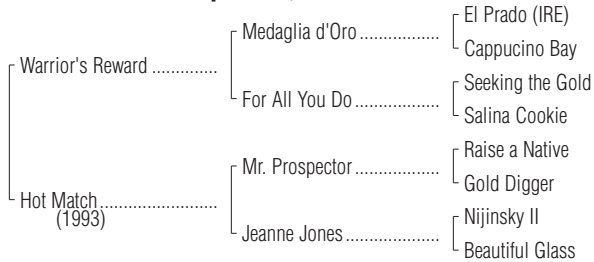 El Prado (IRE)
Medaglia d'Oro ..................
Cappucino Bay
Warrior's Reward ..............
Seeking the Gold
For All You Do ...................
Salina Cookie
Raise a Native
Mr. Prospector ...................
Gold Digger
Hot Match.........................
(1993)
Nijinsky II
Jeanne Jones .....................
Beautiful Glass